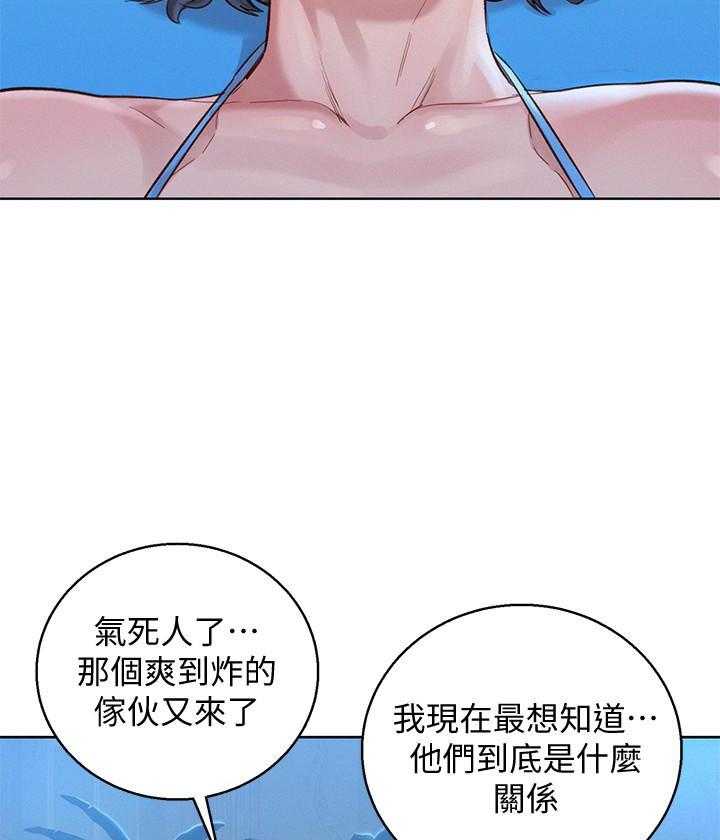 氣死人了…
那個爽到炸的
傢伙又來了
我現在最想知道…
他們到底是什麼
關係